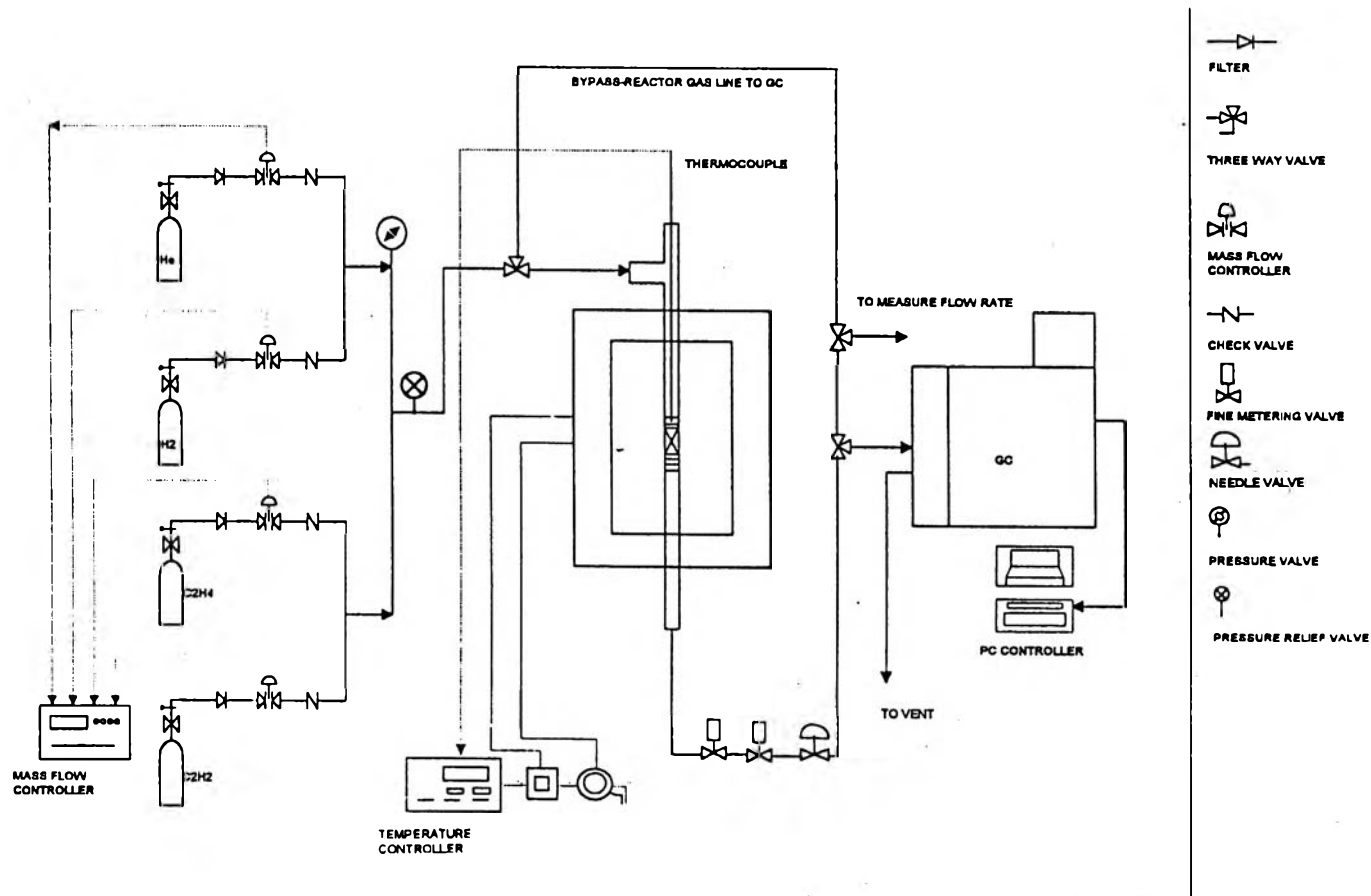 BYPASS-REACTOR GAS LINE TO GC
THERMOCOUPLE
He
H2
C2H4
C2H2
MASS FLOW
CONTROLLER
TEMPERATURE
CONTROLLER
TO MEASURE FLOW RATE
GC
PC CONTROLLER
TO VENT
FILTER
THREE WAY VALVE
MASS FLOW
CONTROLLER
CHECK VALVE
FINE METERING VALVE
NEEDLE VALVE
PRESSURE VALVE
PRESSURE RELIEF VALVE